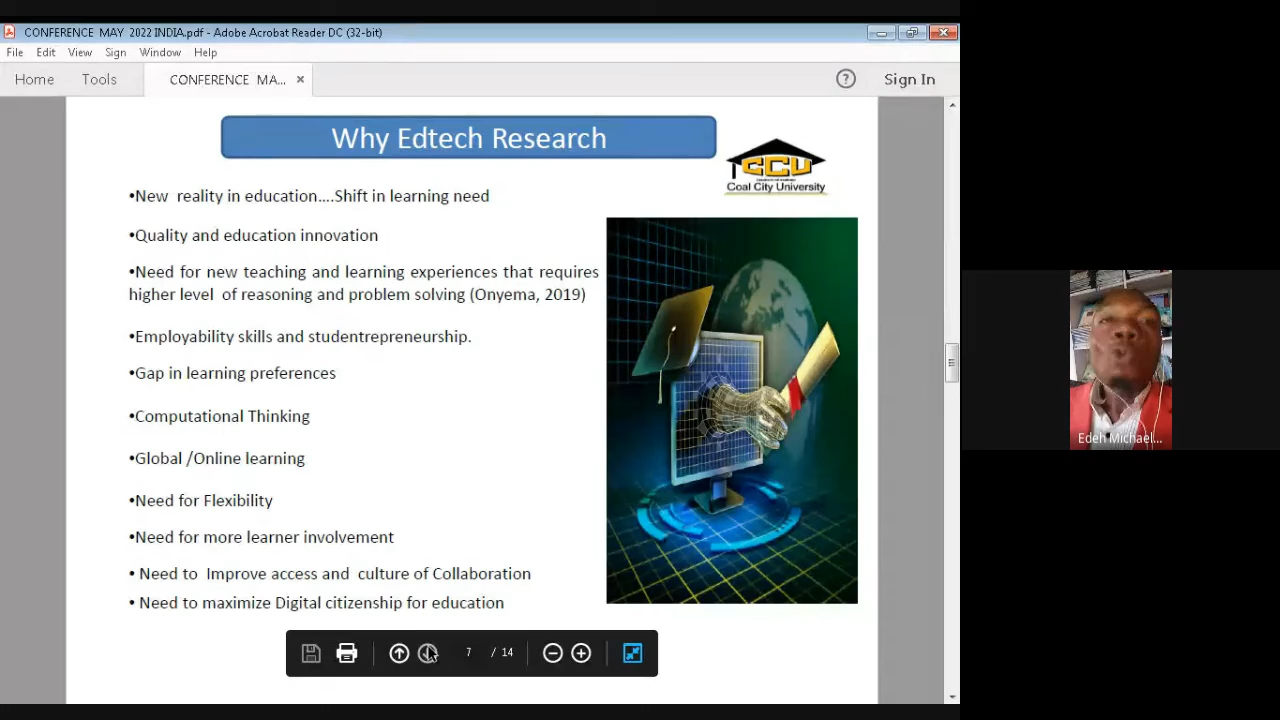 CONFERENCE MAY 2022 INDIA.pdf - Adobe Acrobat Reader DC (32-bit)
File Edit View Sign Window Help
Home Tools CONFERENCE MA... × Sign In
Why Edtech Research
CCU
Coal City University
•New reality in education....Shift in learning need
•Quality and education innovation
•Need for new teaching and learning experiences that requires
higher level of reasoning and problem solving (Onyema, 2019)
•Employability skills and studentrepreneurship.
•Gap in learning preferences
•Computational Thinking
•Global /Online learning
•Need for Flexibility
•Need for more learner involvement
• Need to Improve access and culture of Collaboration
• Need to maximize Digital citizenship for education
7 / 14
Edeh Michael...